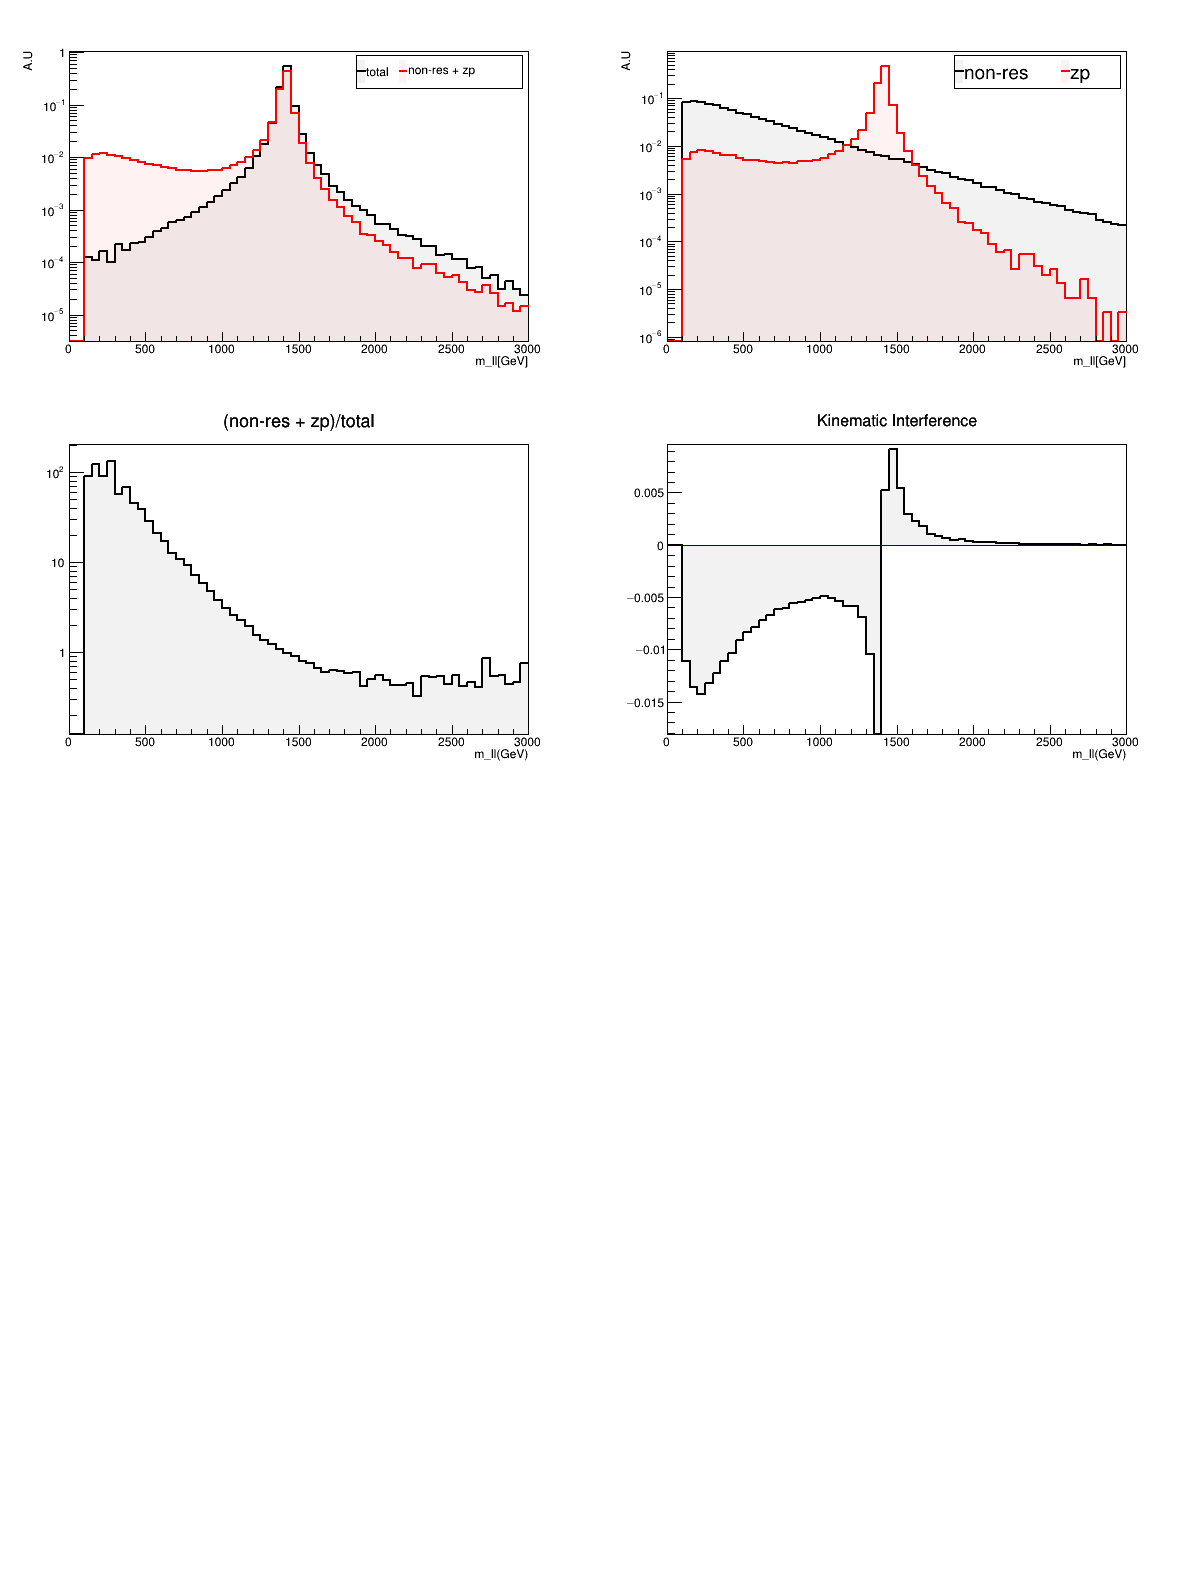 A.U
total non-res + zp
1
10⁻¹
10⁻²
10⁻³
10⁻⁴
10⁻⁵
0 500 1000 1500 2000 2500 3000
m_ll[GeV]
A.U
non-res zp
10⁻¹
10⁻²
10⁻³
10⁻⁴
10⁻⁵
10⁻⁶
0 500 1000 1500 2000 2500 3000
m_ll[GeV]
(non-res + zp)/total
10²
10
1
0 500 1000 1500 2000 2500 3000
m_ll(GeV)
Kinematic Interference
0.005
0
−0.005
−0.01
−0.015
0 500 1000 1500 2000 2500 3000
m_ll(GeV)